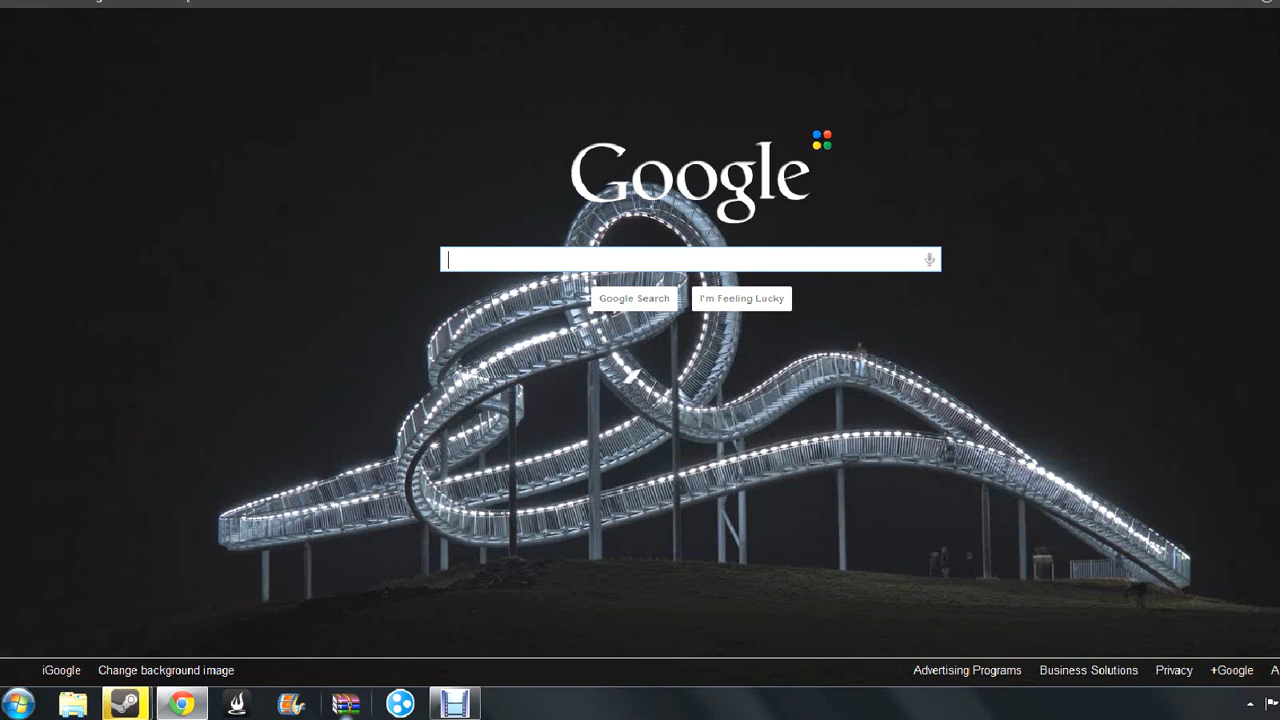 Google
Google Search
I'm Feeling Lucky
iGoogle
Change background image
Advertising Programs
Business Solutions
Privacy
+Google